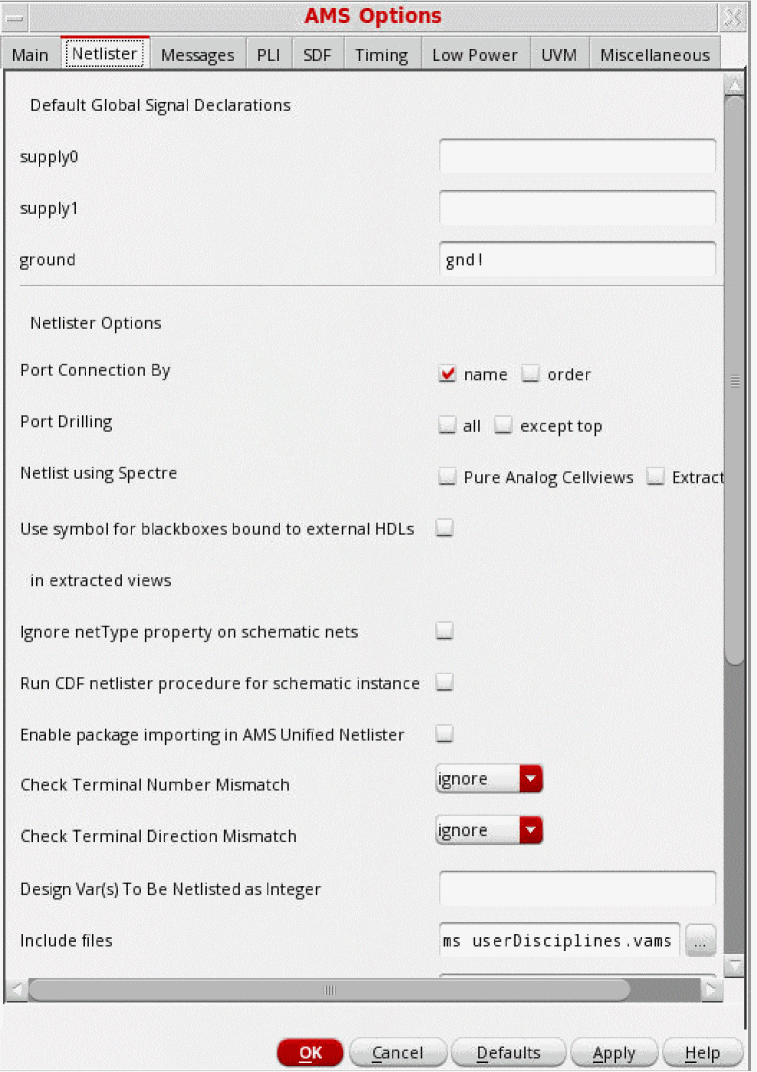 AMS Options
Main Netlister Messages PLI SDF Timing Low Power UVM Miscellaneous
Default Global Signal Declarations
supply0
supply1
ground gnd!
Netlister Options
Port Connection By name order
Port Drilling all except top
Netlist using Spectre Pure Analog Cellviews Extract
Use symbol for blackboxes bound to external HDLs
in extracted views
Ignore netType property on schematic nets
Run CDF netlister procedure for schematic instance
Enable package importing in AMS Unified Netlister
Check Terminal Number Mismatch ignore
Check Terminal Direction Mismatch ignore
Design Var(s) To Be Netlisted as Integer
Include files ms userDisciplines.vams ...
OK Cancel Defaults Apply Help